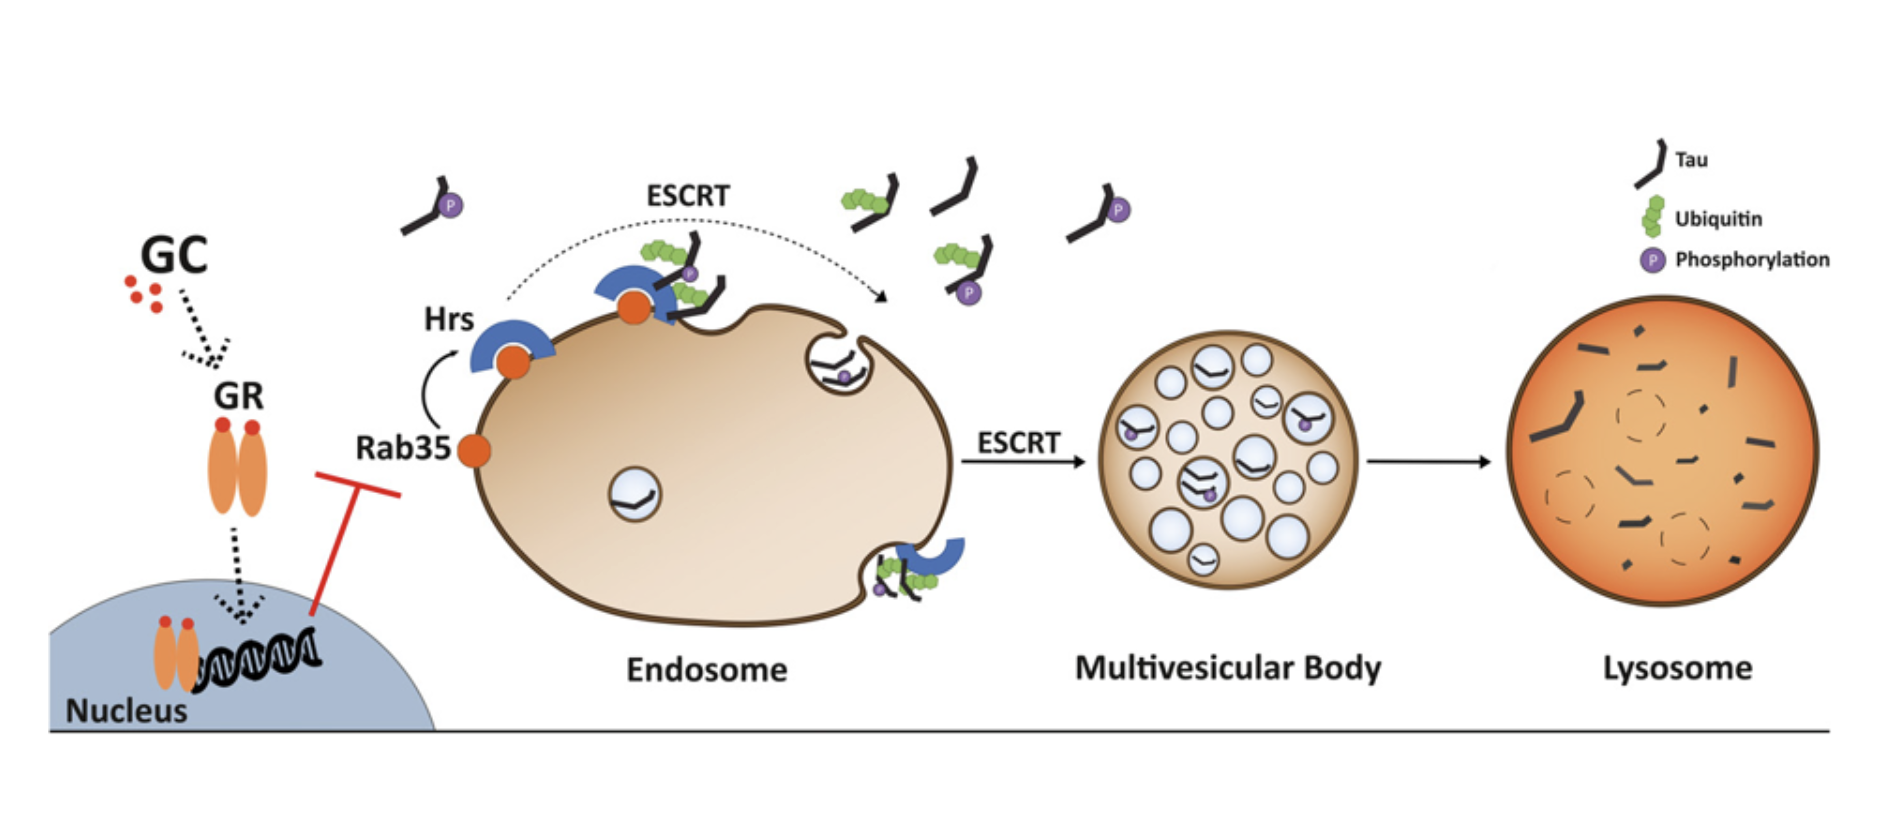 GC
GR
Nucleus
Rab35
Hrs
P
ESCRT
P
P
P
P
P
ESCRT
P
Tau
Ubiquitin
P Phosphorylation
Endosome
Multivesicular Body
Lysosome